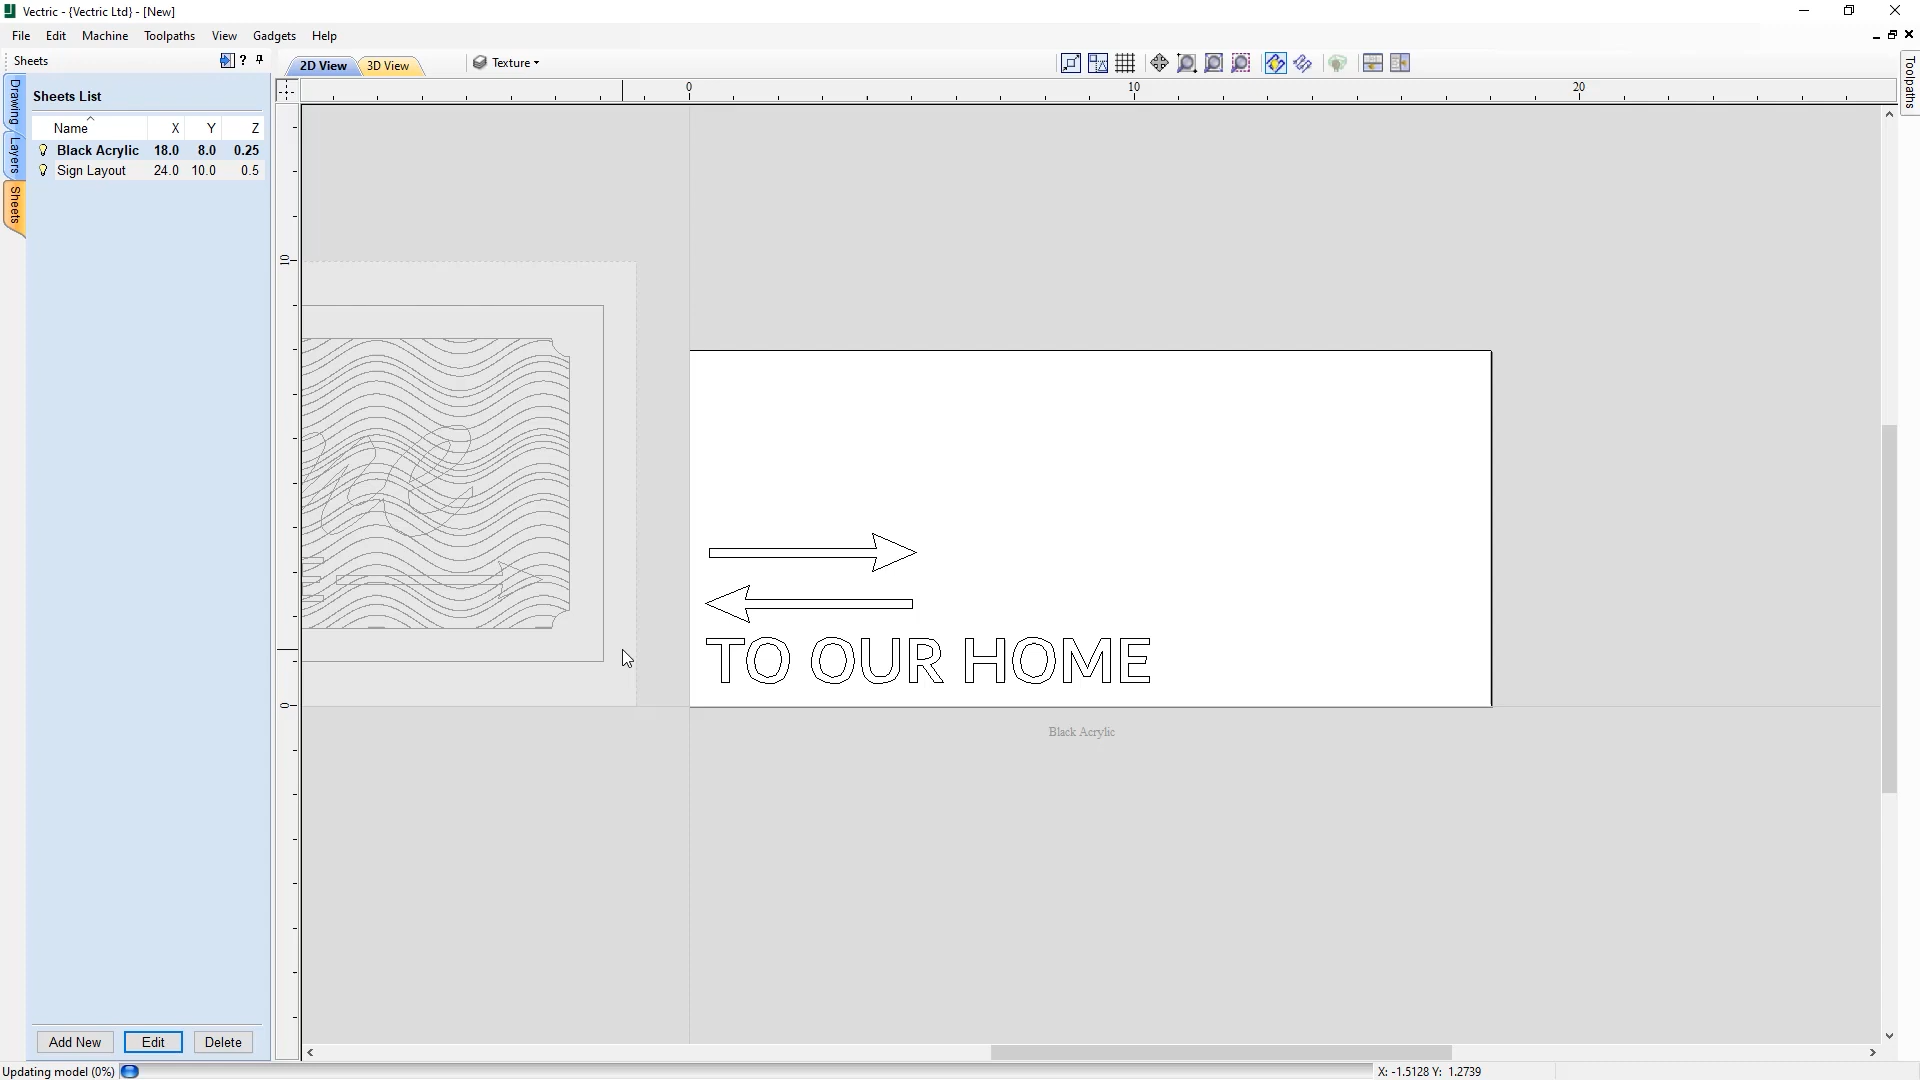 Vectric - {Vectric Ltd} - [New]
File Edit Machine Toolpaths View Gadgets Help
Sheets ?
2D View 3D View Texture
Toolpaths
Drawing
Layers
Sheets
Sheets List
Name X Y Z
Black Acrylic 18.0 8.0 0.25
Sign Layout 24.0 10.0 0.5
0 10 20
10
0
TO OUR HOME
Black Acrylic
Add New Edit Delete
Updating model (0%) X: -1.5128 Y: 1.2739